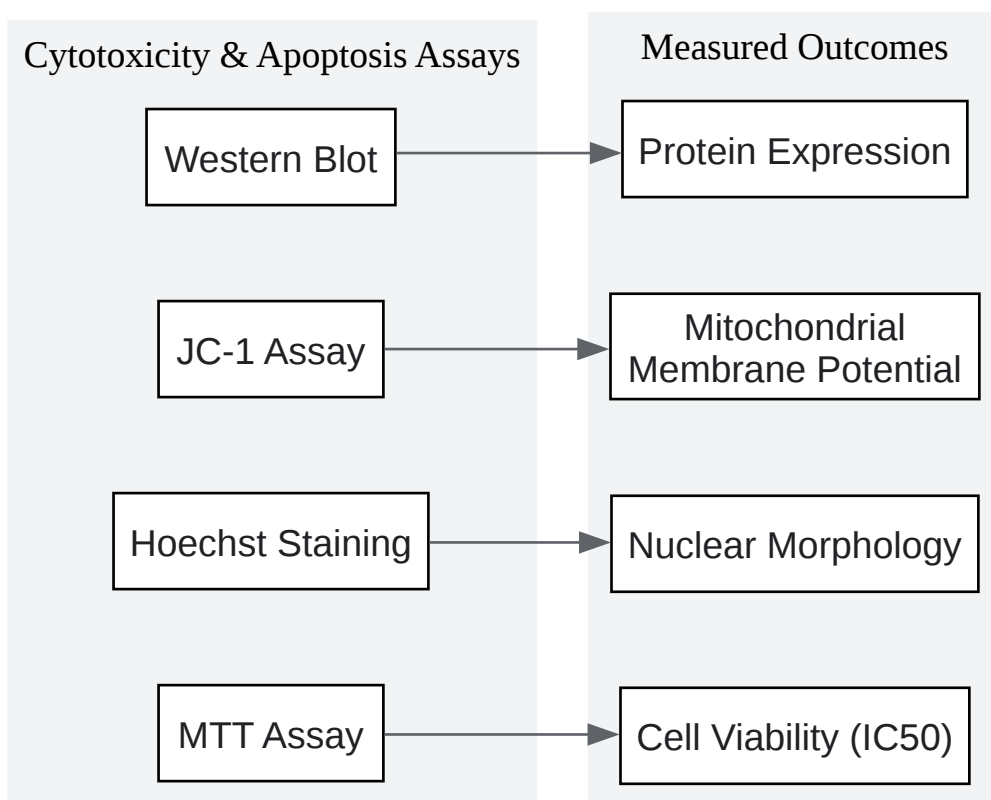 Cytotoxicity & Apoptosis Assays
Measured Outcomes
Western Blot
Protein Expression
JC-1 Assay
Mitochondrial
Membrane Potential
Hoechst Staining
Nuclear Morphology
MTT Assay
Cell Viability (IC50)